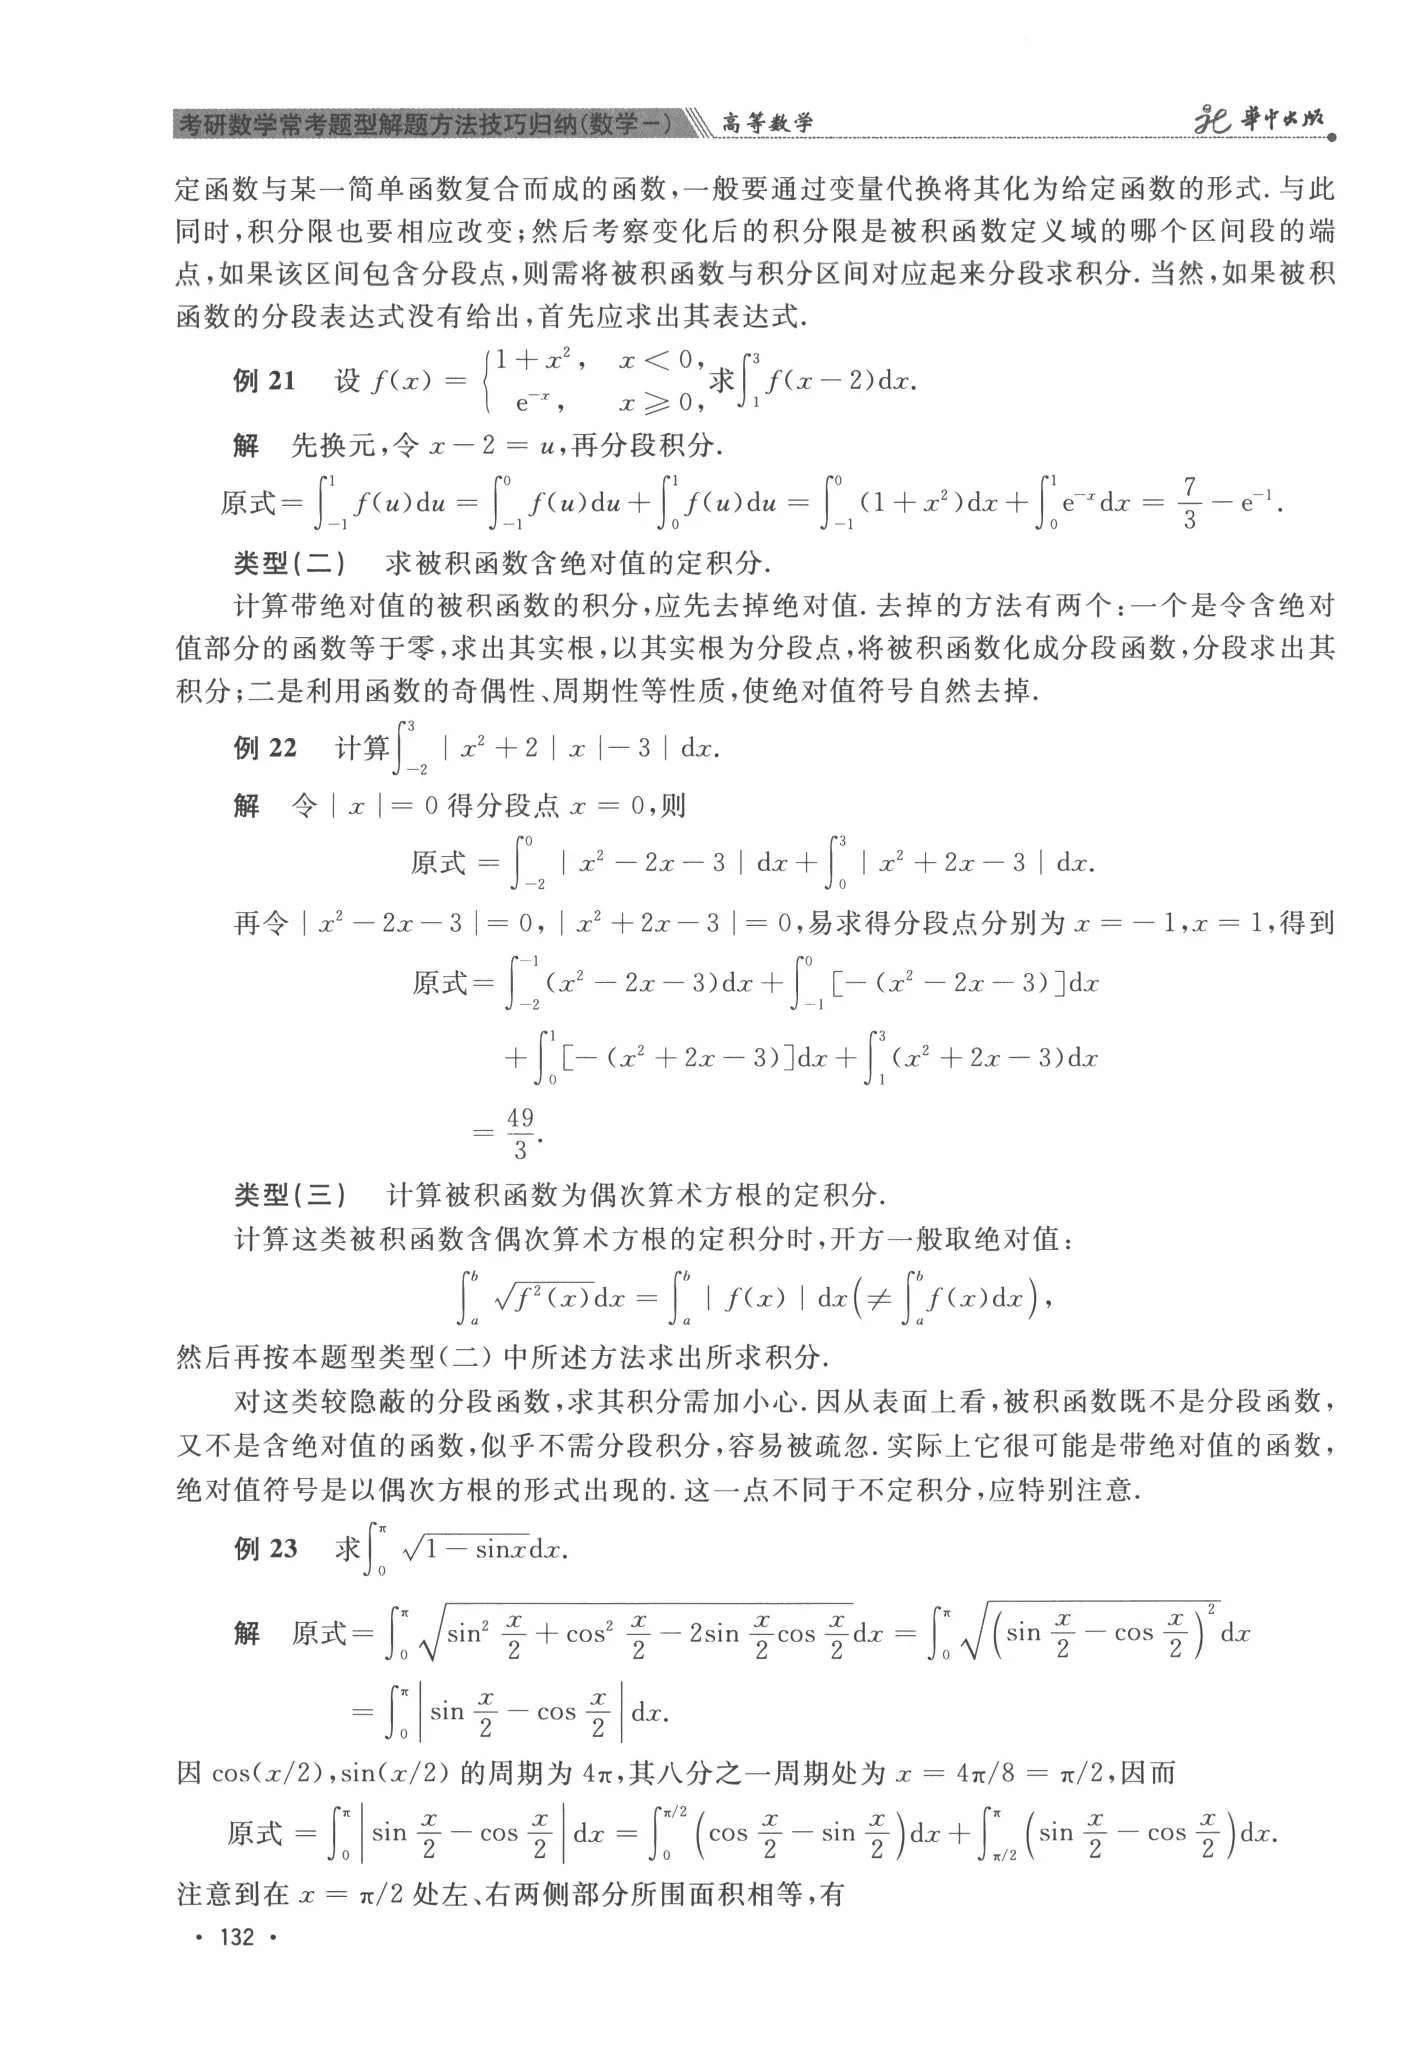 考研数学常考题型解题方法技巧归纳(数学一) 高等数学 华中出版
定函数与某一简单函数复合而成的函数,一般要通过变量代换将其化为给定函数的形式. 与此
同时,积分限也要相应改变;然后考察变化后的积分限是被积函数定义域的哪个区间段的端
点,如果该区间包含分段点,则需将被积函数与积分区间对应起来分段求积分. 当然,如果被积
函数的分段表达式没有给出,首先应求出其表达式.
例 21 设 $f(x)=\begin{cases}1+x^2, & x<0,\\ e^{-x}, & x\geqslant 0,\end{cases}$求$\int_1^3 f(x-2)dx$.
解 先换元,令 $x-2=u$,再分段积分.
原式$=\int_{-1}^{1}f(u)du=\int_{-1}^{0}f(u)du+\int_0^1 f(u)du=\int_{-1}^{0}(1+x^2)dx+\int_0^1 e^{-x}dx=\frac{7}{3}-e^{-1}$.
类型(二) 求被积函数含绝对值的定积分.
计算带绝对值的被积函数的积分,应先去掉绝对值. 去掉的方法有两个:一个是令含绝对
值部分的函数等于零,求出其实根,以其实根为分段点,将被积函数化成分段函数,分段求出其
积分;二是利用函数的奇偶性、周期性等性质,使绝对值符号自然去掉.
例 22 计算$\int_{-2}^{3}|x^2+2|x|-3|dx$.
解 令$|x|=0$得分段点 $x=0$,则
原式$=\int_{-2}^{0}|x^2-2x-3|dx+\int_0^3|x^2+2x-3|dx$.
再令$|x^2-2x-3|=0,|x^2+2x-3|=0$,易求得分段点分别为 $x=-1,x=1$,得到
原式$=\int_{-2}^{-1}(x^2-2x-3)dx+\int_{-1}^{0}[-(x^2-2x-3)]dx$
$+\int_0^1[-(x^2+2x-3)]dx+\int_1^3(x^2+2x-3)dx$
$=\frac{49}{3}$.
类型(三) 计算被积函数为偶次算术方根的定积分.
计算这类被积函数含偶次算术方根的定积分时,开方一般取绝对值:
$\int_a^b\sqrt{f^2(x)}dx=\int_a^b|f(x)|dx\left(\neq\int_a^b f(x)dx\right)$,
然后再按本题型类型(二)中所述方法求出所求积分.
对这类较隐蔽的分段函数,求其积分需加小心. 因从表面上看,被积函数既不是分段函数,
又不是含绝对值的函数,似乎不需分段积分,容易被疏忽. 实际上它很可能是带绝对值的函数,
绝对值符号是以偶次方根的形式出现的. 这一点不同于不定积分,应特别注意.
例 23 求$\int_0^{\pi}\sqrt{1-\sin x}dx$.
解 原式$=\int_0^{\pi}\sqrt{\sin^2\frac{x}{2}+\cos^2\frac{x}{2}-2\sin\frac{x}{2}\cos\frac{x}{2}}dx=\int_0^{\pi}\sqrt{\left(\sin\frac{x}{2}-\cos\frac{x}{2}\right)^2}dx$
$=\int_0^{\pi}\left|\sin\frac{x}{2}-\cos\frac{x}{2}\right|dx$.
因 $\cos(x/2),\sin(x/2)$ 的周期为 $4\pi$,其八分之一周期处为 $x=4\pi/8=\pi/2$,因而
原式$=\int_0^{\pi}\left|\sin\frac{x}{2}-\cos\frac{x}{2}\right|dx=\int_0^{\pi/2}\left(\cos\frac{x}{2}-\sin\frac{x}{2}\right)dx+\int_{\pi/2}^{\pi}\left(\sin\frac{x}{2}-\cos\frac{x}{2}\right)dx$.
注意到在 $x=\pi/2$ 处左、右两侧部分所围面积相等,有
• 132 •